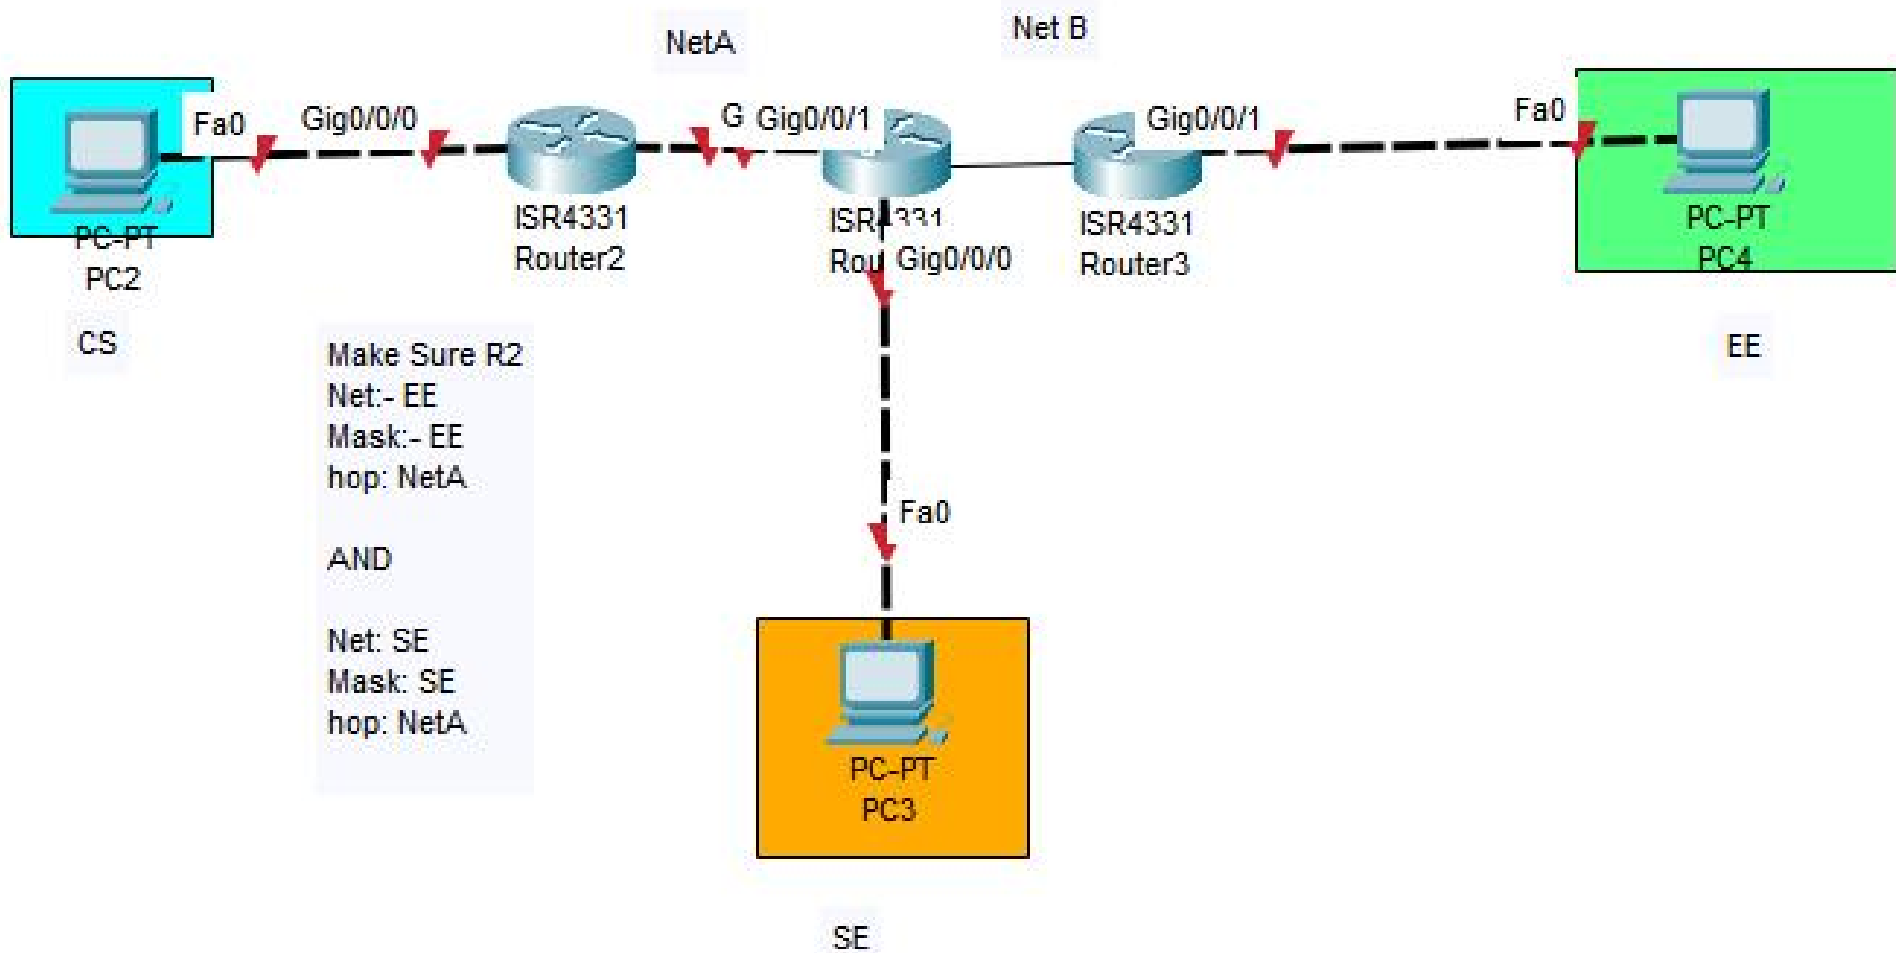 NetA
Net B
Fa0
Gig0/0/0
G
Gig0/0/1
Gig0/0/1
Fa0
PC-PT
PC2
CS
ISR4331
Router2
ISR4331
Rou
Gig0/0/0
ISR4331
Router3
PC-PT
PC4
EE
Make Sure R2
Net:- EE
Mask:- EE
hop: NetA
AND
Net: SE
Mask: SE
hop: NetA
Fa0
PC-PT
PC3
SE